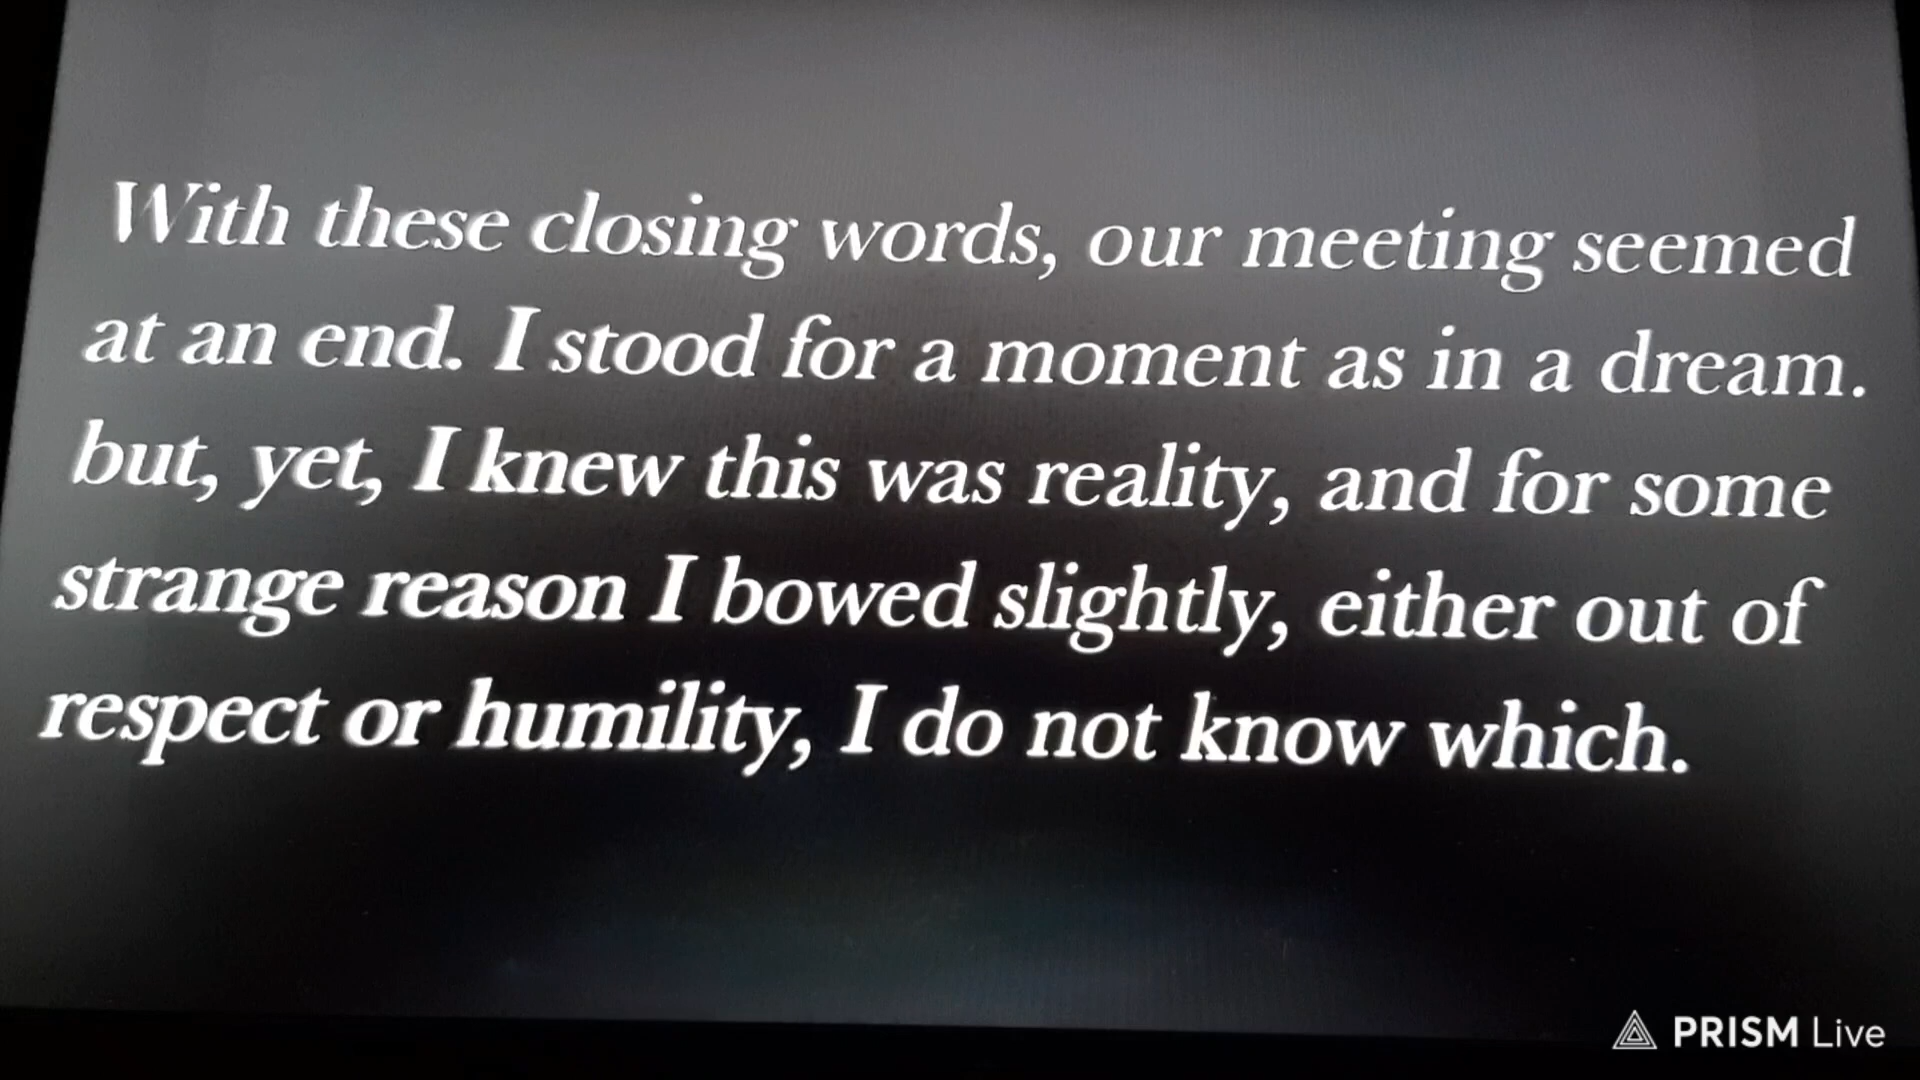 With these closing words, our meeting seemed
at an end. I stood for a moment as in a dream.
but, yet, I knew this was reality, and for some
strange reason I bowed slightly, either out of
respect or humility, I do not know which.
PRISM Live